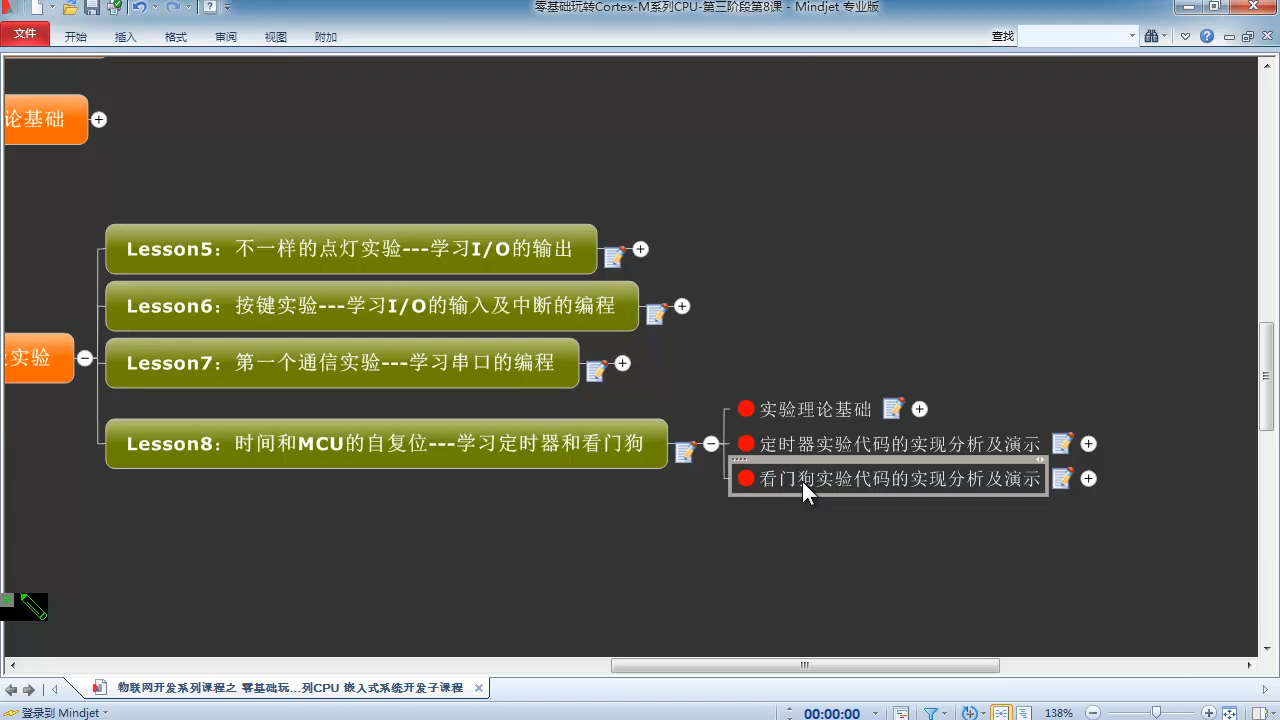 零基础玩转Cortex-M系列CPU-第三阶段第8课 - Mindjet 专业版
文件 开始 插入 格式 审阅 视图 附加 查找
论基础
Lesson5：不一样的点灯实验---学习I/O的输出
Lesson6：按键实验---学习I/O的输入及中断的编程
实验
Lesson7：第一个通信实验---学习串口的编程
实验理论基础
Lesson8：时间和MCU的自复位---学习定时器和看门狗
定时器实验代码的实现分析及演示
看门狗实验代码的实现分析及演示
物联网开发系列课程之 零基础玩...列CPU 嵌入式系统开发子课程
登录到 Mindjet 00:00:00 138%